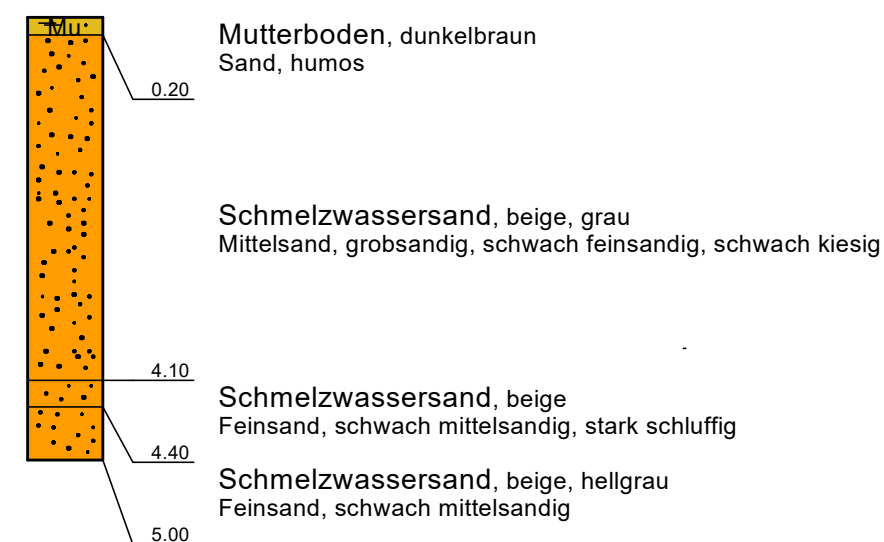 Mu
Mutterboden, dunkelbraun
Sand, humos
0.20
Schmelzwassersand, beige, grau
Mittelsand, grobsandig, schwach feinsandig, schwach kiesig
-
4.10
Schmelzwassersand, beige
Feinsand, schwach mittelsandig, stark schluffig
4.40
Schmelzwassersand, beige, hellgrau
Feinsand, schwach mittelsandig
5.00